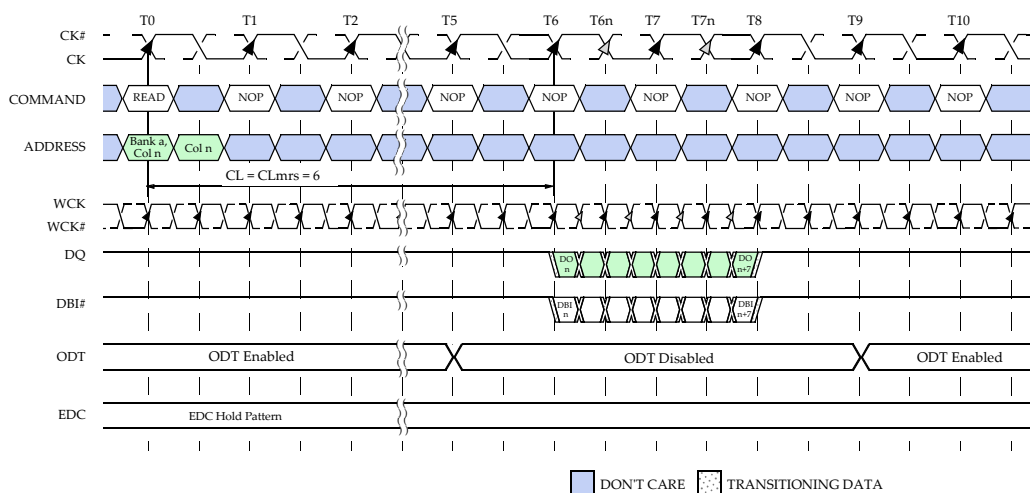 T0 T1 T2 T5 T6 T6n T7 T7n T8 T9 T10
CK#
CK
COMMAND READ NOP NOP NOP NOP NOP NOP NOP NOP
ADDRESS Bank a, Col n Col n
CL = CLmrs = 6
WCK
WCK#
DQ DO n DO n+7
DBI# DBI n DBI n+7
ODT ODT Enabled ODT Disabled ODT Enabled
EDC EDC Hold Pattern
DON'T CARE TRANSITIONING DATA